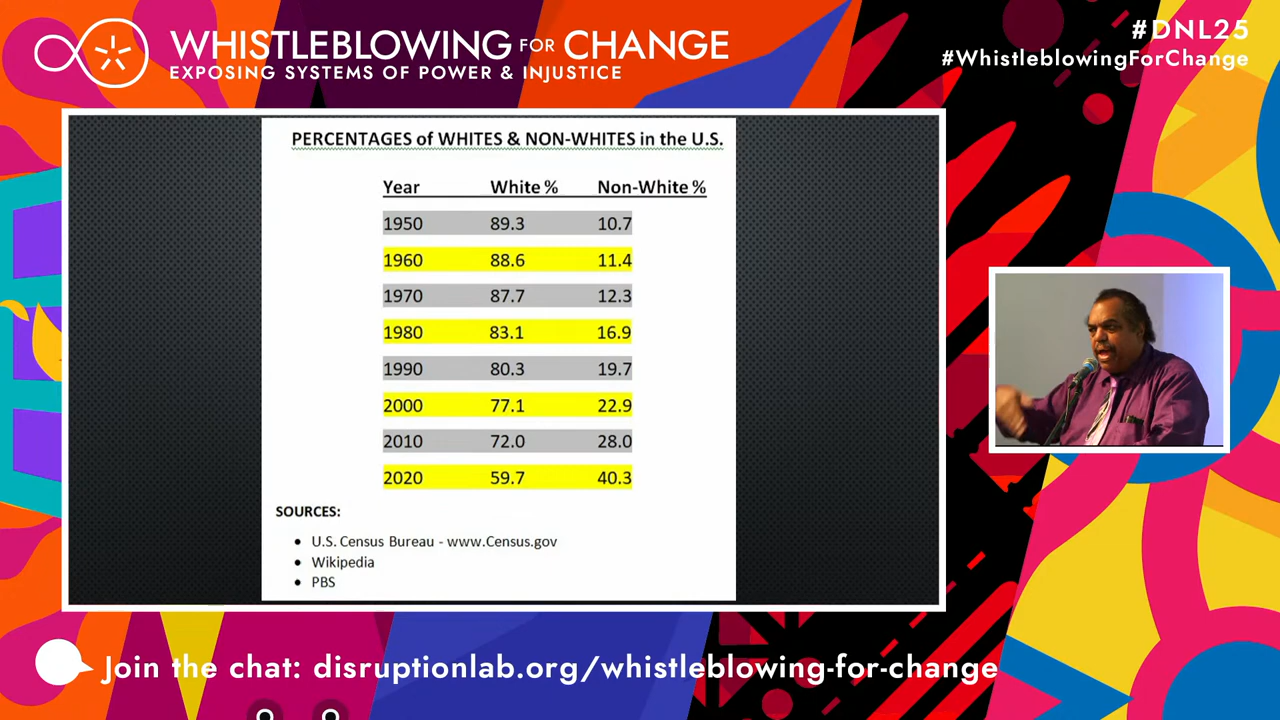 WHISTLEBLOWING FOR CHANGE
EXPOSING SYSTEMS OF POWER & INJUSTICE
#DNL25
#WhistleblowingForChange
PERCENTAGES of WHITES & NON-WHITES in the U.S.
Year White % Non-White %
1950 89.3 10.7
1960 88.6 11.4
1970 87.7 12.3
1980 83.1 16.9
1990 80.3 19.7
2000 77.1 22.9
2010 72.0 28.0
2020 59.7 40.3
SOURCES:
• U.S. Census Bureau - www.Census.gov
• Wikipedia
• PBS
Join the chat: disruptionlab.org/whistleblowing-for-change